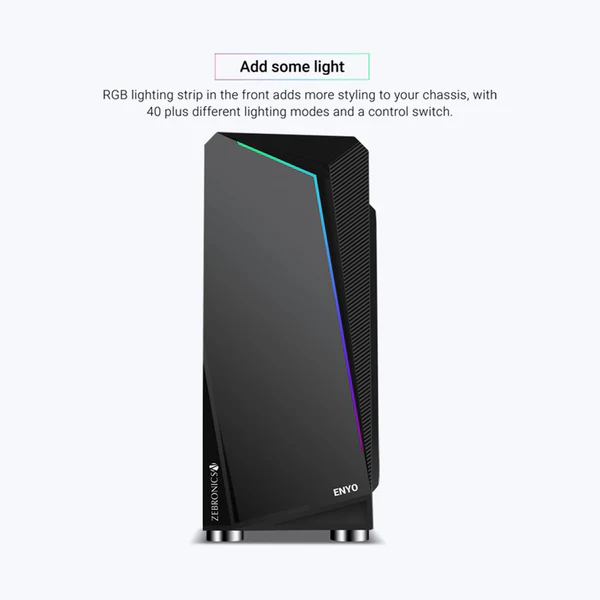 Add some light
RGB lighting strip in the front adds more styling to your chassis, with
40 plus different lighting modes and a control switch.
ZEBRONICS
ENYO